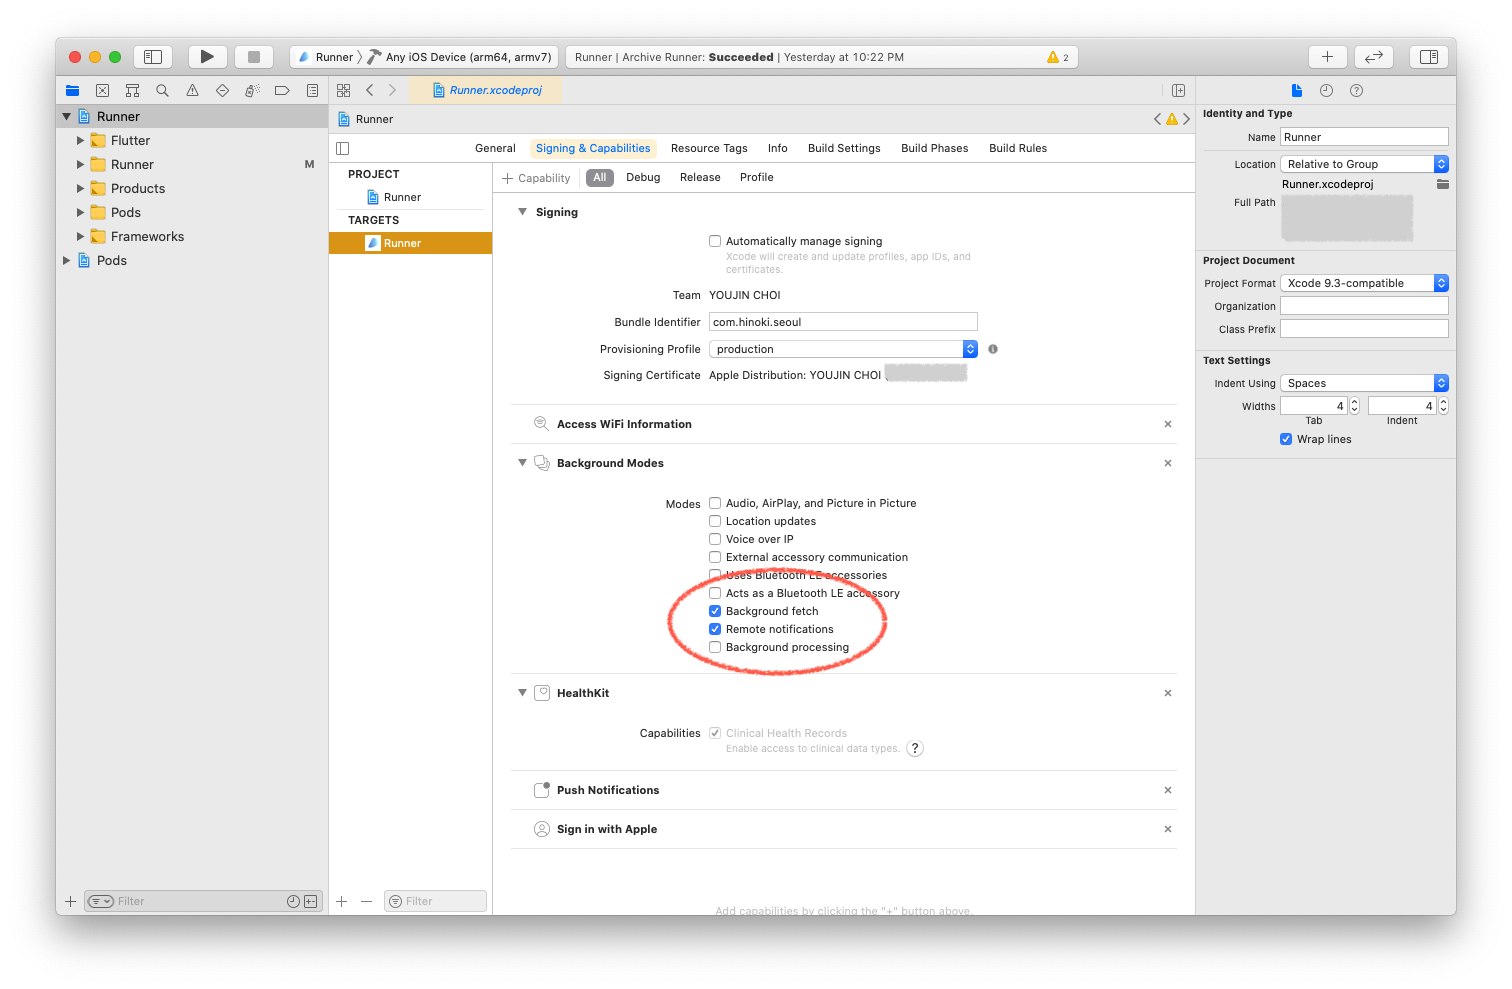 Runner
Any iOS Device (arm64, armv7)
Runner | Archive Runner: Succeeded | Yesterday at 10:22 PM
2
Runner
Flutter
Runner
M
Products
Pods
Frameworks
Pods
Filter
Runner.xcodeproj
Runner
General
Signing & Capabilities
Resource Tags
Info
Build Settings
Build Phases
Build Rules
PROJECT
Runner
TARGETS
Runner
Filter
Capability
All
Debug
Release
Profile
Signing
Automatically manage signing
Xcode will create and update profiles, app IDs, and
certificates.
Team YOUJIN CHOI
Bundle Identifier com.hinoki.seoul
Provisioning Profile production
Signing Certificate Apple Distribution: YOUJIN CHOI
Access WiFi Information
Background Modes
Modes Audio, AirPlay, and Picture in Picture
Location updates
Voice over IP
External accessory communication
Uses Bluetooth LE accessories
Acts as a Bluetooth LE accessory
Background fetch
Remote notifications
Background processing
HealthKit
Capabilities Clinical Health Records
Enable access to clinical data types. ?
Push Notifications
Sign in with Apple
Add capabilities by clicking the "+" button above.
Identity and Type
Name Runner
Location Relative to Group
Runner.xcodeproj
Full Path
Project Document
Project Format Xcode 9.3-compatible
Organization
Class Prefix
Text Settings
Indent Using Spaces
Widths 4 4
Tab Indent
Wrap lines